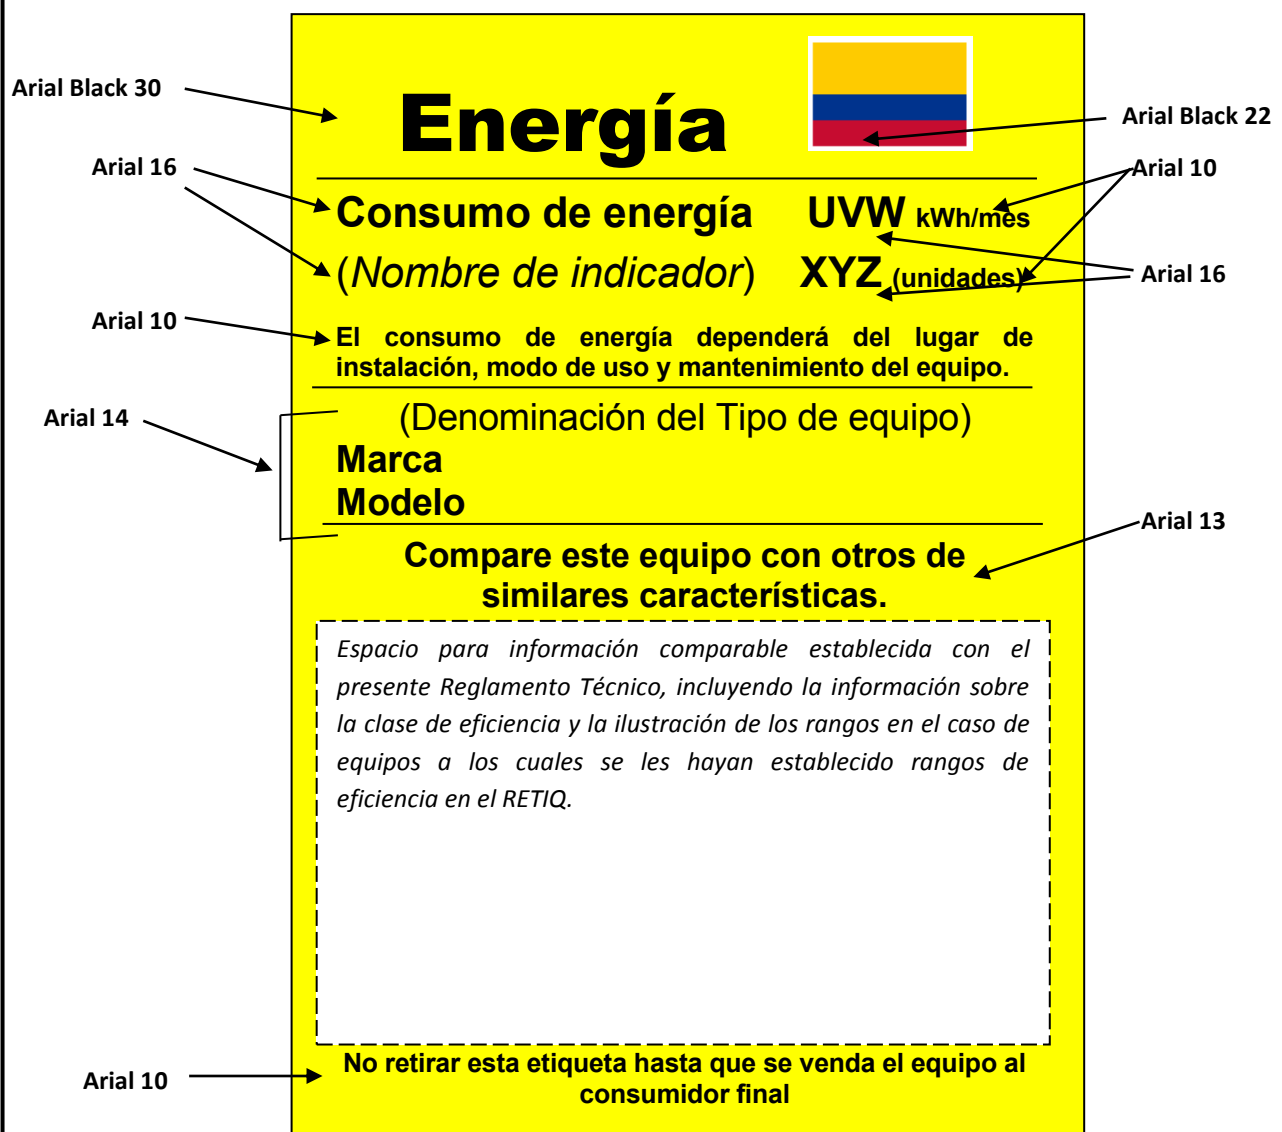 Arial Black 30
Energía
Arial Black 22
Arial 16
Arial 10
Consumo de energía UVW kWh/mes
(Nombre de indicador) XYZ (unidades)
Arial 16
Arial 10
El consumo de energía dependerá del lugar de
instalación, modo de uso y mantenimiento del equipo.
Arial 14
(Denominación del Tipo de equipo)
Marca
Modelo
Arial 13
Compare este equipo con otros de
similares características.
Espacio para información comparable establecida con el
presente Reglamento Técnico, incluyendo la información sobre
la clase de eficiencia y la ilustración de los rangos en el caso de
equipos a los cuales se les hayan establecido rangos de
eficiencia en el RETIQ.
Arial 10
No retirar esta etiqueta hasta que se venda el equipo al
consumidor final